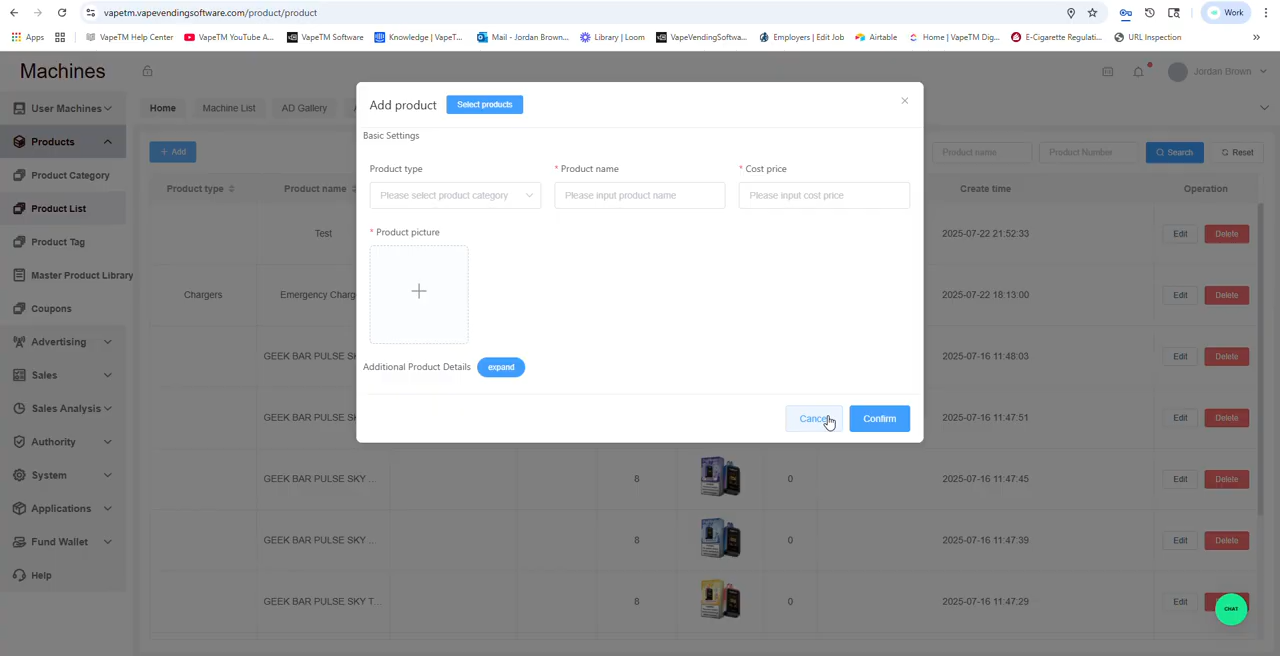 vapetm.vapevendingsoftware.com/product/product
Work
Apps
VapeTM Help Center
VapeTM YouTube A...
VapeTM Software
Knowledge | VapeT...
Mail - Jordan Brown...
Library | Loom
VapeVendingSoftwa...
Employers | Edit Job
Airtable
Home | VapeTM Dig...
E-Cigarette Regulati...
URL Inspection
Machines
Jordan Brown
User Machines
Home
Machine List
AD Gallery
Products
Product Category
Product List
Product Tag
Master Product Library
Coupons
Advertising
Sales
Sales Analysis
Authority
System
Applications
Fund Wallet
Help
+ Add
Product name
Product Number
Search
Reset
Product type
Product name
Create time
Operation
Test
2025-07-22 21:52:33
Edit
Delete
Chargers
Emergency Charg
2025-07-22 18:13:00
Edit
Delete
GEEK BAR PULSE SK
2025-07-16 11:48:03
Edit
Delete
GEEK BAR PULSE SK
2025-07-16 11:47:51
Edit
Delete
GEEK BAR PULSE SKY ...
8
0
2025-07-16 11:47:45
Edit
Delete
GEEK BAR PULSE SKY ...
8
0
2025-07-16 11:47:39
Edit
Delete
GEEK BAR PULSE SKY T...
8
0
2025-07-16 11:47:29
Edit
CHAT
Add product
Select products
Basic Settings
Product type
* Product name
* Cost price
Please select product category
Please input product name
Please input cost price
* Product picture
Additional Product Details
expand
Cancel
Confirm